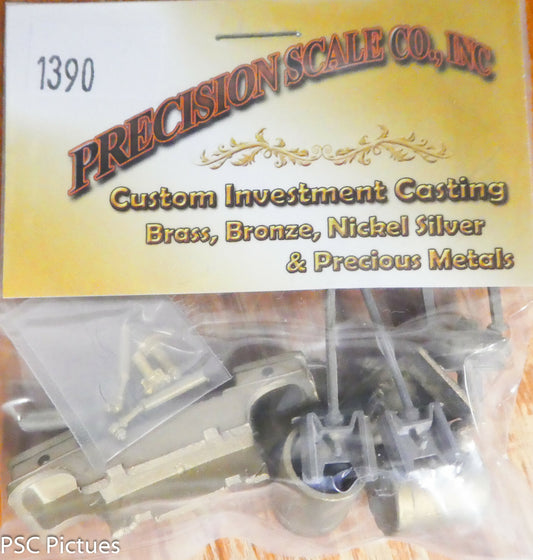 1390
PRECISION SCALE CO., INC
Custom Investment Casting
Brass, Bronze, Nickel Silver
& Precious Metals
PSC Pictues